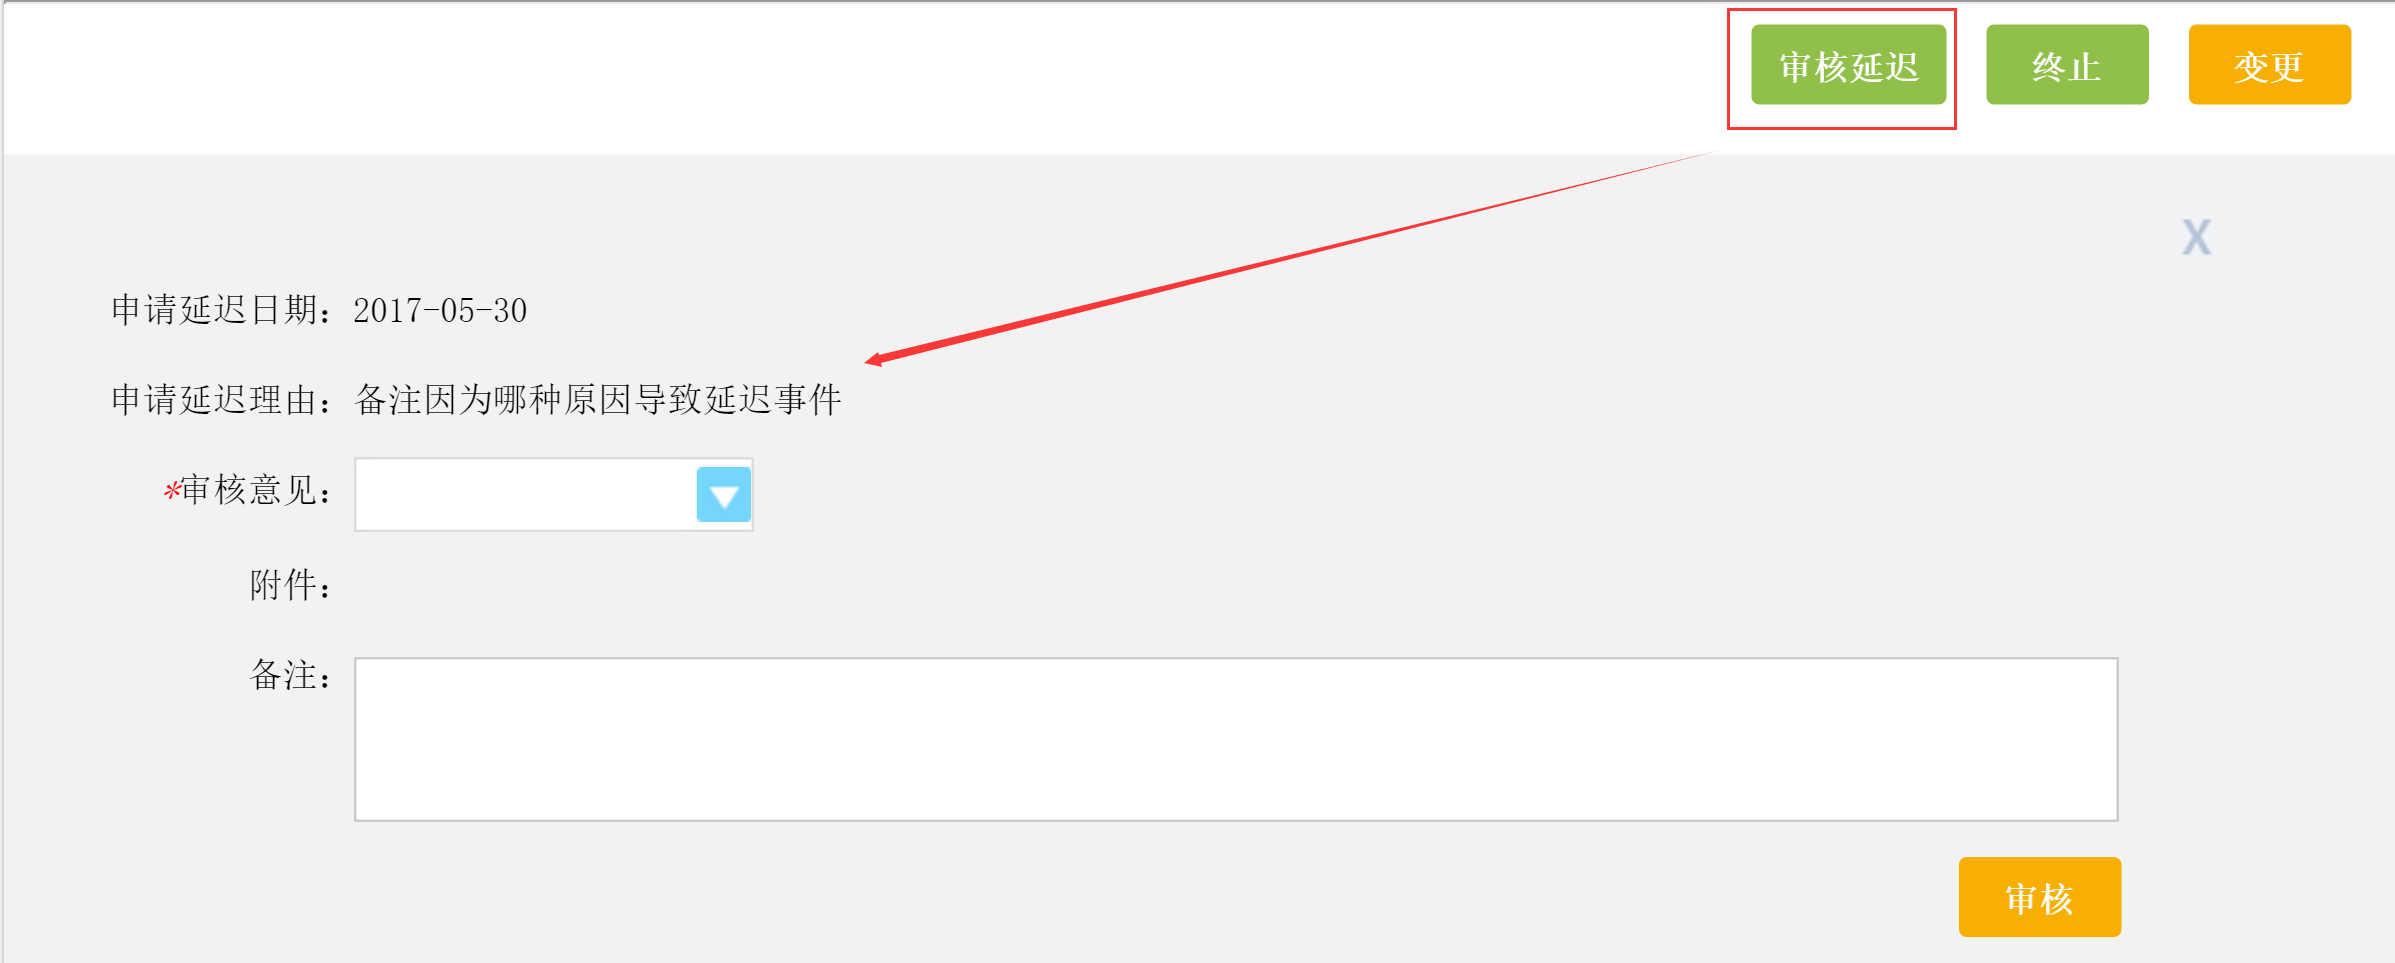 审核延迟 终止 变更
X
申请延迟日期：2017-05-30
申请延迟理由：备注因为哪种原因导致延迟事件
*审核意见：
附件：
备注：
审核